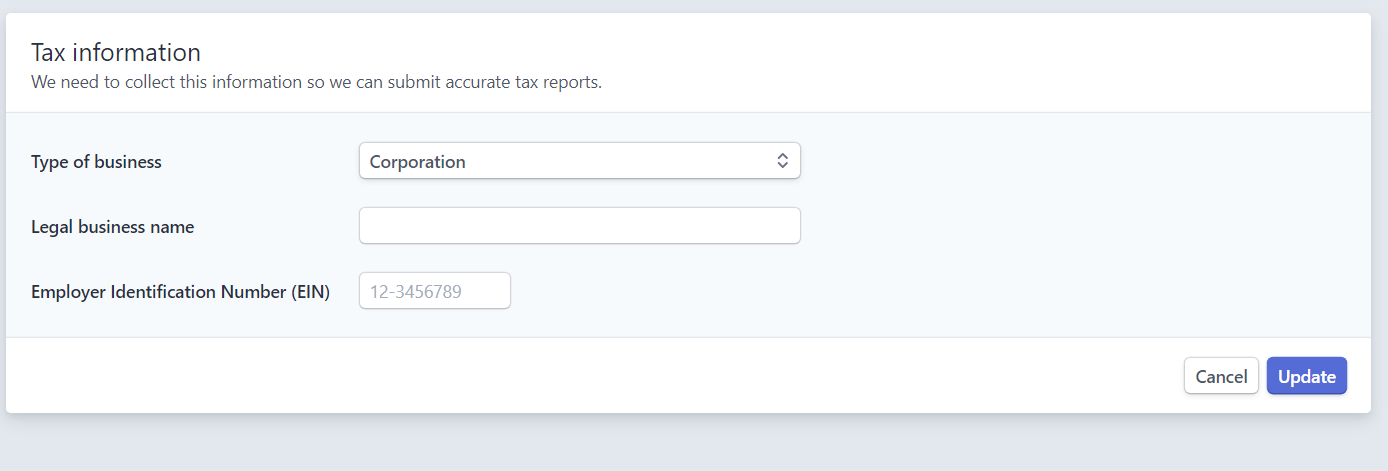 Tax information
We need to collect this information so we can submit accurate tax reports.
Type of business
Corporation
Legal business name
Employer Identification Number (EIN)
12-3456789
Cancel
Update